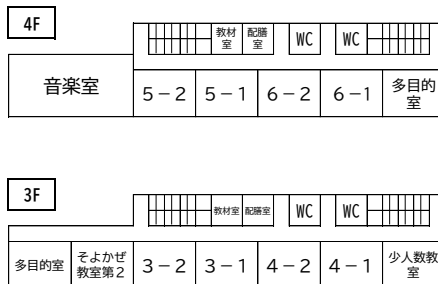 4F
教材
室
配膳
室
WC
WC
音楽室
5－2
5－1
6－2
6－1
多目的
室
3F
教材室
配膳室
WC
WC
多目的室
そよかぜ
教室第2
3－2
3－1
4－2
4－1
少人数教
室